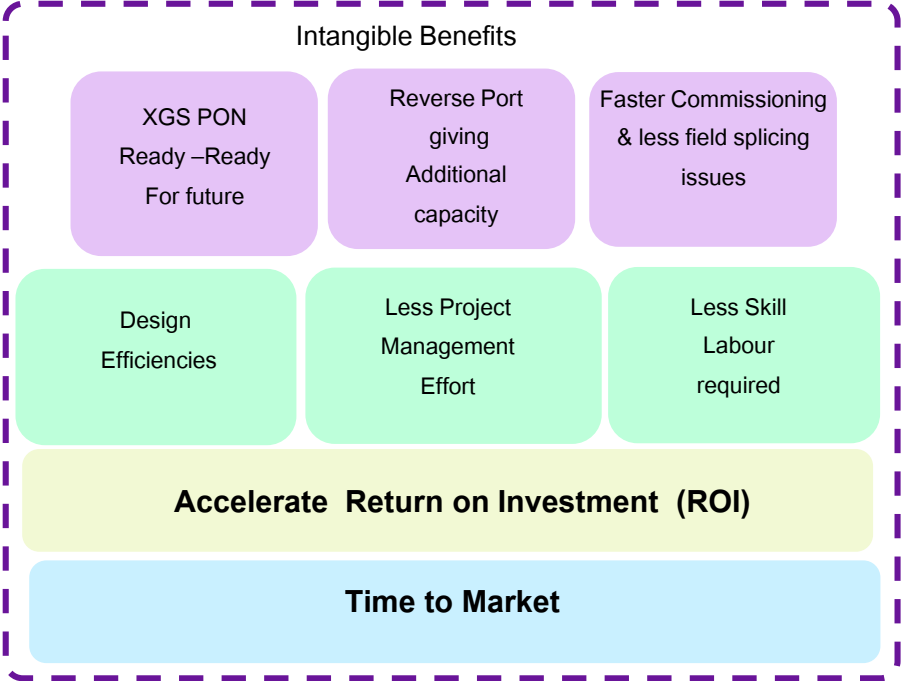 Intangible Benefits
XGS PON
Ready –Ready
For future
Reverse Port
giving
Additional
capacity
Faster Commissioning
& less field splicing
issues
Design
Efficiencies
Less Project
Management
Effort
Less Skill
Labour
required
Accelerate Return on Investment (ROI)
Time to Market